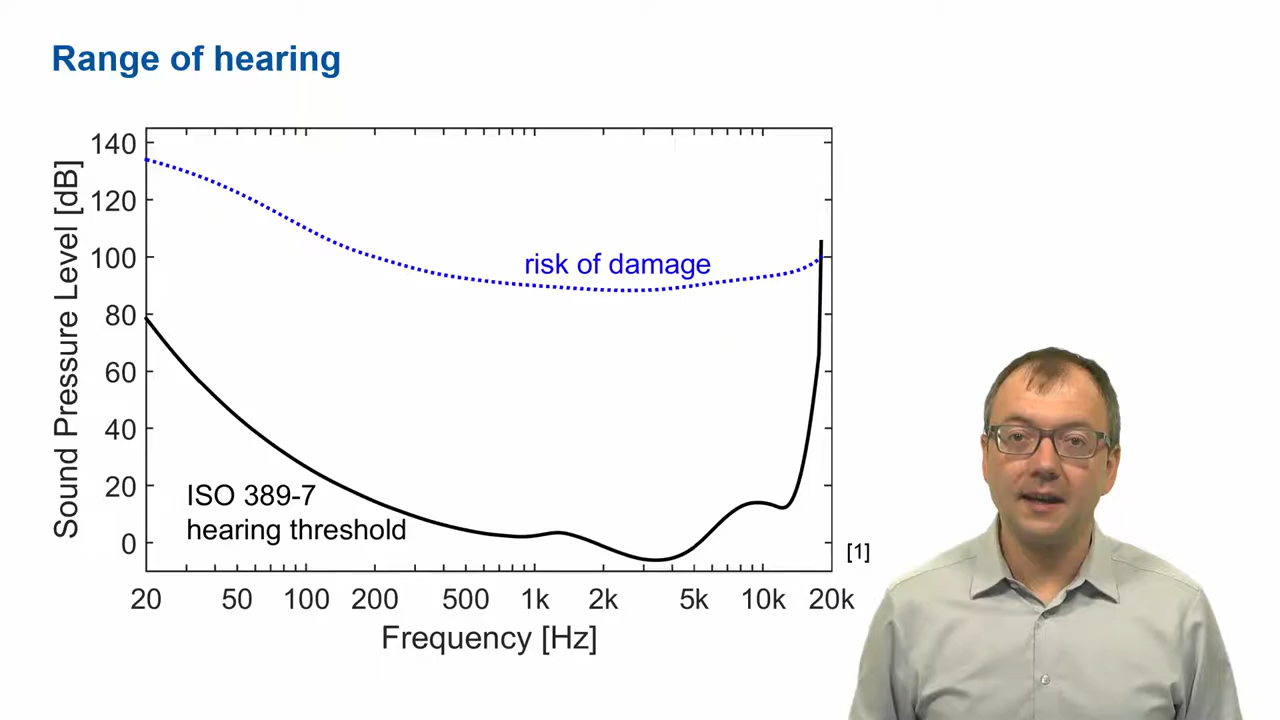 Range of hearing
140
120
100
80
60
40
20
0
Sound Pressure Level [dB]
risk of damage
ISO 389-7
hearing threshold
[1]
20 50 100 200 500 1k 2k 5k 10k 20k
Frequency [Hz]